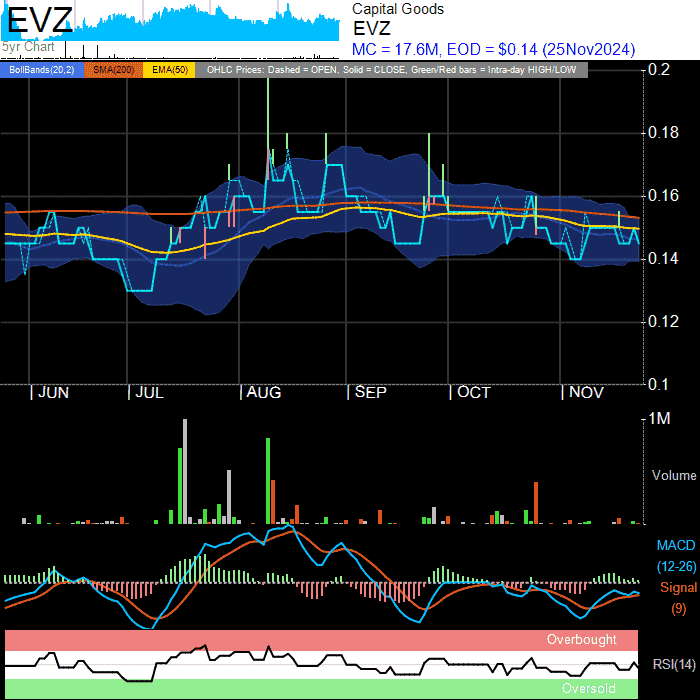 EVZ
5yr Chart
Capital Goods
EVZ
MC = 17.6M, EOD = $0.14 (25Nov2024)
BollBands(20,2) SMA(200) EMA(50) OHLC Prices: Dashed = OPEN, Solid = CLOSE, Green/Red bars = Intra-day HIGH/LOW
0.2
0.18
0.16
0.14
0.12
0.1
| JUN | JUL | AUG | SEP | OCT | NOV
1M
Volume
MACD
(12-26)
Signal
(9)
Overbought
RSI(14)
Oversold